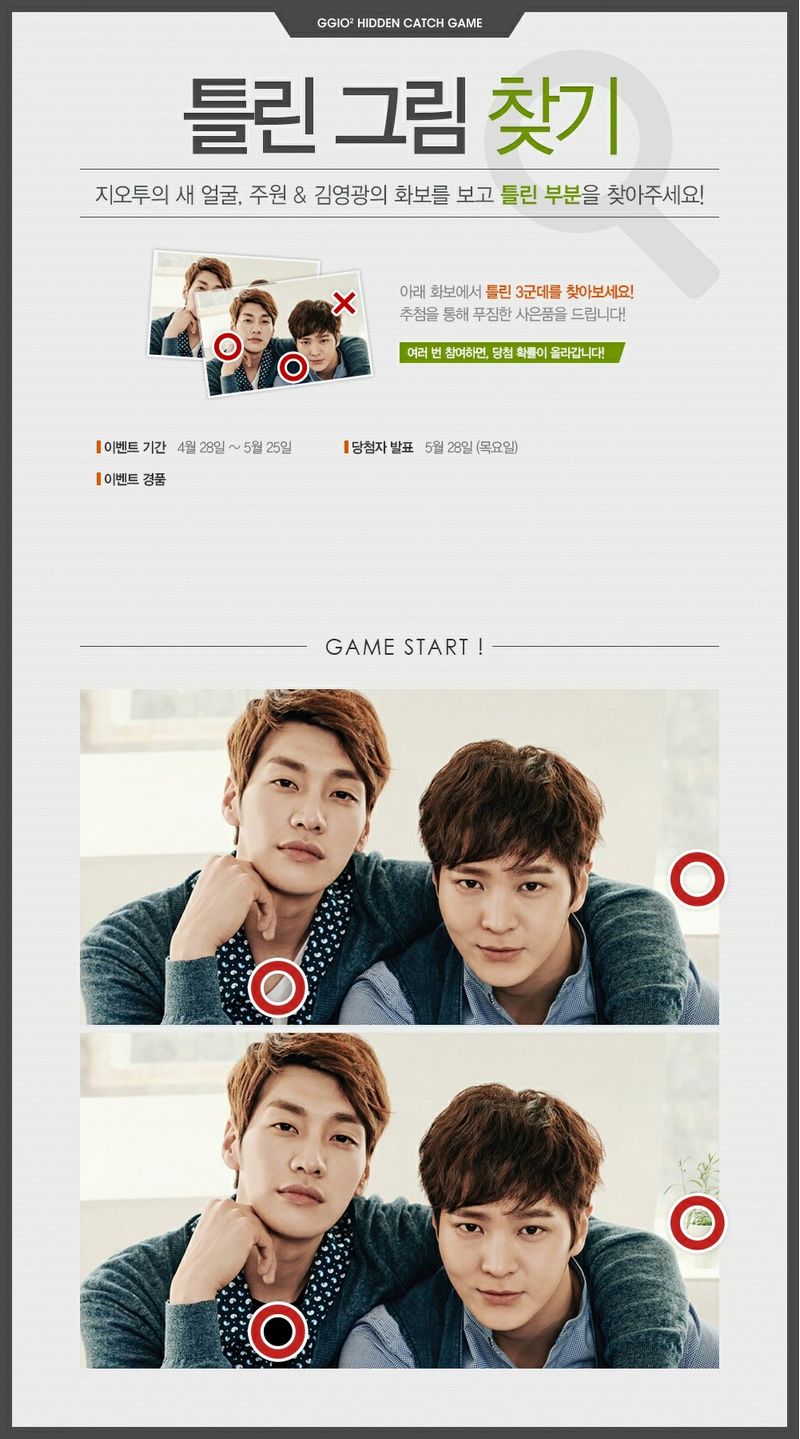 GGIO² HIDDEN CATCH GAME
틀린 그림 찾기
지오투의 새 얼굴, 주원 & 김영광의 화보를 보고 틀린 부분을 찾아주세요!
아래 화보에서 틀린 3군데를 찾아보세요!
추첨을 통해 푸짐한 사은품을 드립니다!
여러 번 참여하면, 당첨 확률이 올라갑니다!
이벤트 기간 4월 28일 ~ 5월 25일 당첨자 발표 5월 28일 (목요일)
이벤트 경품
GAME START !